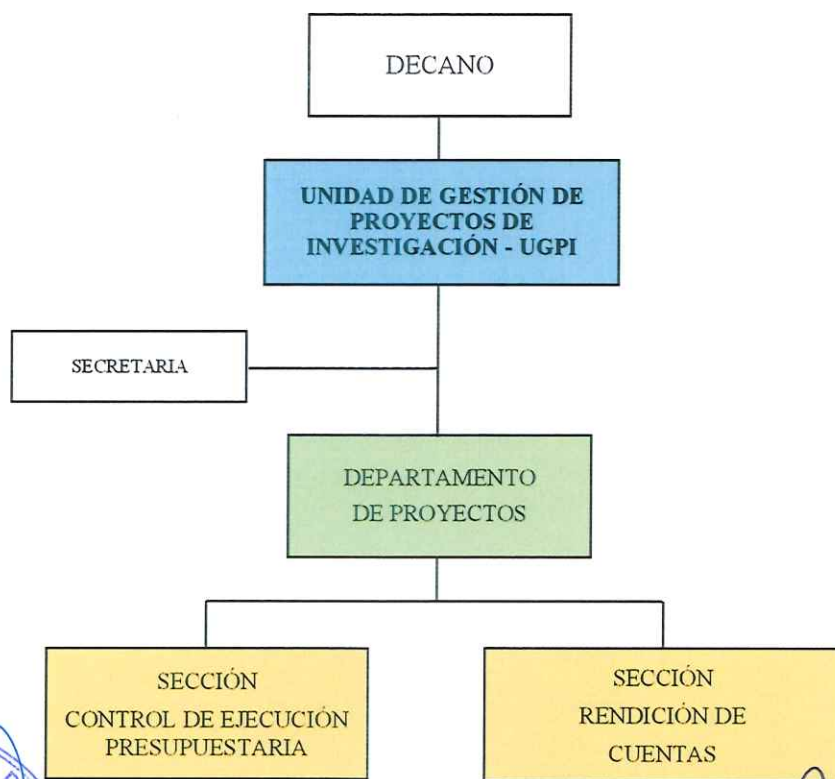 DECANO
UNIDAD DE GESTIÓN DE
PROYECTOS DE
INVESTIGACIÓN - UGPI
SECRETARIA
DEPARTAMENTO
DE PROYECTOS
SECCIÓN
CONTROL DE EJECUCIÓN
PRESUPUESTARIA
SECCIÓN
RENDICIÓN DE
CUENTAS